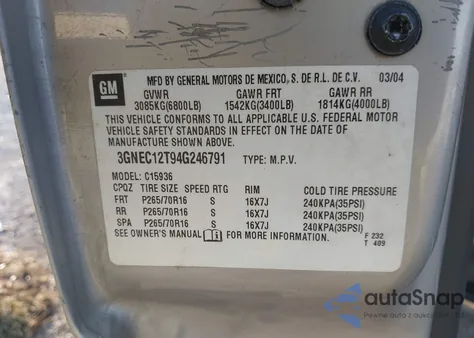 GM
MFD BY GENERAL MOTORS DE MEXICO, S. DE R.L. DE C.V. 03/04
GVWR GAWR FRT GAWR RR
3085KG(6800LB) 1542KG(3400LB) 1814KG(4000LB)
THIS VEHICLE CONFORMS TO ALL APPLICABLE U.S. FEDERAL MOTOR
VEHICLE SAFETY STANDARDS IN EFFECT ON THE DATE OF
MANUFACTURE SHOWN ABOVE.
3GNEC12T94G246791 TYPE: M.P.V.
MODEL: C15936
CPQZ TIRE SIZE SPEED RTG RIM COLD TIRE PRESSURE
FRT P265/70R16 S 16X7J 240KPA(35PSI)
RR P265/70R16 S 16X7J 240KPA(35PSI)
SPA P265/70R16 S 16X7J 240KPA(35PSI)
SEE OWNER'S MANUAL FOR MORE INFORMATION.
F 232
T 409
autoSnap
Pewne auta z aukcji